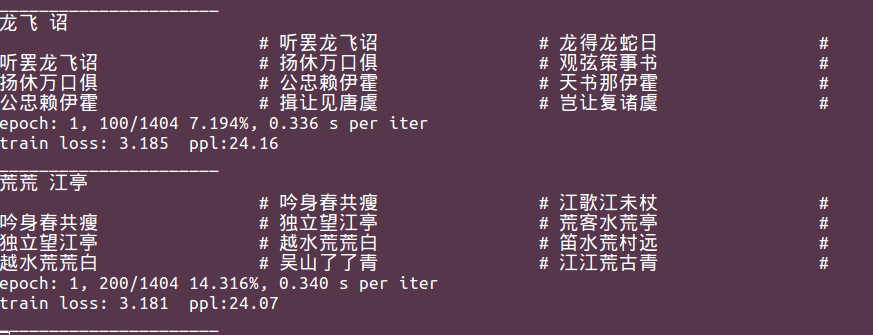 龙飞 诏
# 听罢龙飞诏 # 龙得龙蛇日 #
听罢龙飞诏 # 扬休万口俱 # 观弦策事书 #
扬休万口俱 # 公忠赖伊霍 # 天书那伊霍 #
公忠赖伊霍 # 揖让见唐虞 # 岂让复诸虞 #
epoch: 1, 100/1404 7.194%, 0.336 s per iter
train loss: 3.185 ppl:24.16
______________________
荒荒 江亭
# 吟身春共瘦 # 江歌江未杖 #
吟身春共瘦 # 独立望江亭 # 荒客水荒亭 #
独立望江亭 # 越水荒荒白 # 笛水荒村远 #
越水荒荒白 # 吴山了了青 # 江江荒古青 #
epoch: 1, 200/1404 14.316%, 0.340 s per iter
train loss: 3.181 ppl:24.07
______________________